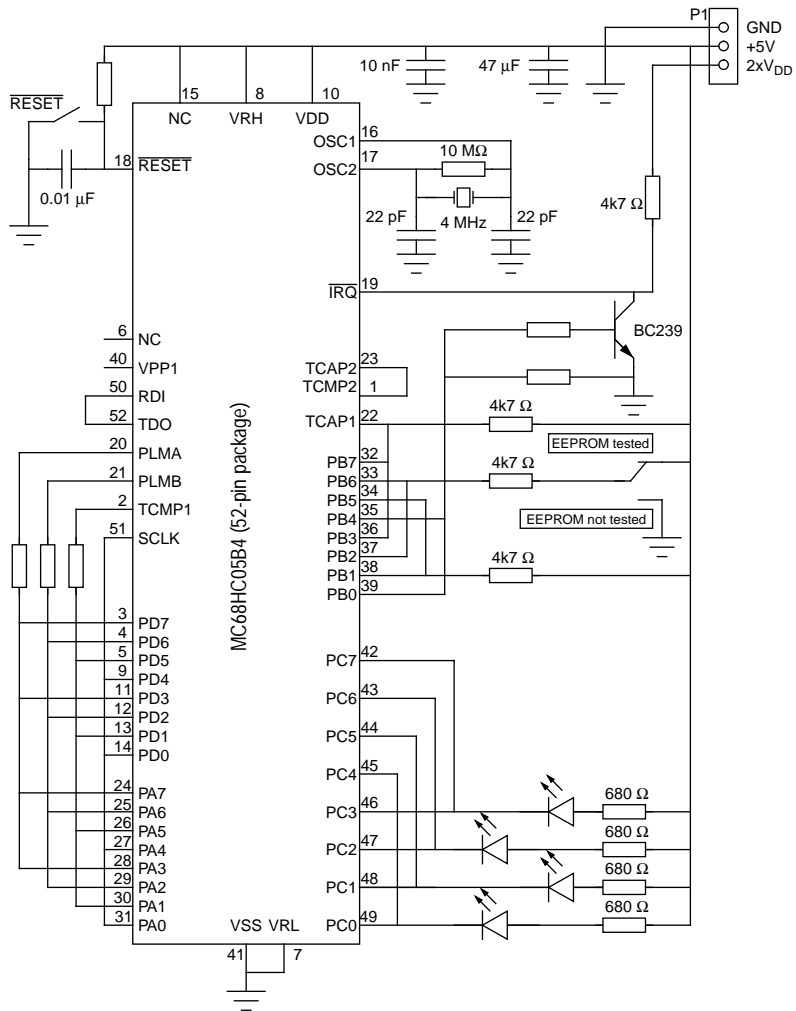 P1
GND
+5V
2xVDD
10 nF
47 µF
15
8
10
NC
VRH
VDD
RESET
18
RESET
0.01 µF
OSC1
16
OSC2
17
10 MΩ
22 pF
4 MHz
22 pF
4k7 Ω
IRQ
19
BC239
6
NC
40
VPP1
50
RDI
52
TDO
20
PLMA
21
PLMB
2
TCMP1
51
SCLK
TCAP2
23
TCMP2
1
TCAP1
22
4k7 Ω
EEPROM tested
PB7
32
PB6
33
4k7 Ω
PB5
34
PB4
35
EEPROM not tested
PB3
36
PB2
37
PB1
38
4k7 Ω
PB0
39
MC68HC05B4 (52-pin package)
3
PD7
4
PD6
5
PD5
9
PD4
11
PD3
12
PD2
13
PD1
14
PD0
24
PA7
25
PA6
26
PA5
27
PA4
28
PA3
29
PA2
30
PA1
31
PA0
PC7
42
PC6
43
PC5
44
PC4
45
PC3
46
680 Ω
PC2
47
680 Ω
PC1
48
680 Ω
PC0
49
680 Ω
VSS
VRL
41
7